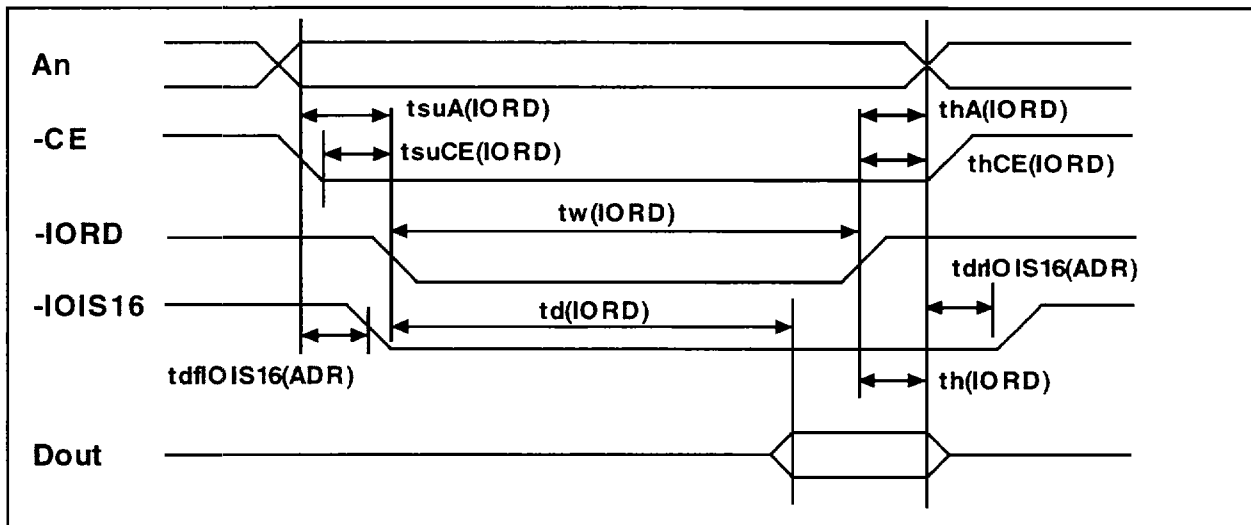 An
tsuA(IORD)
thA(IORD)
-CE
tsuCE(IORD)
thCE(IORD)
tw(IORD)
-IORD
tdrIOIS16(ADR)
-IOIS16
td(IORD)
tdfIOIS16(ADR)
th(IORD)
Dout